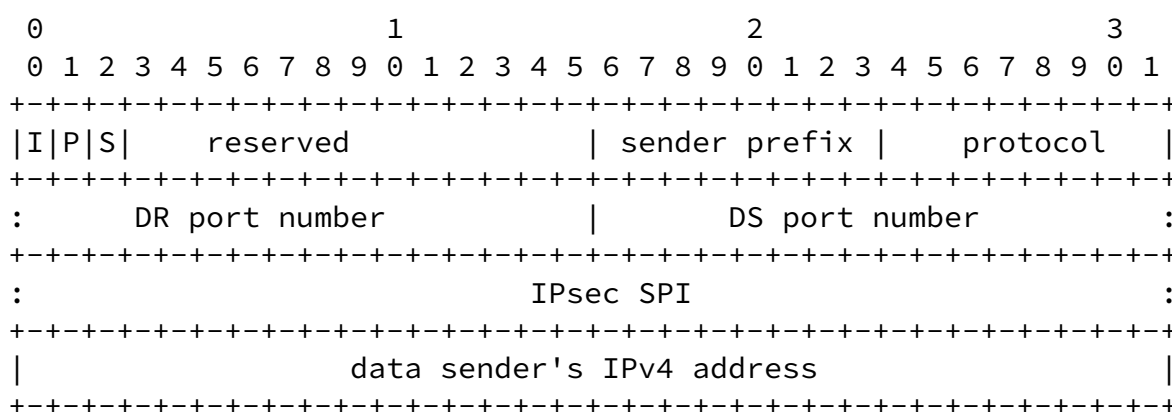 0                   1                   2                   3
 0 1 2 3 4 5 6 7 8 9 0 1 2 3 4 5 6 7 8 9 0 1 2 3 4 5 6 7 8 9 0 1
+-+-+-+-+-+-+-+-+-+-+-+-+-+-+-+-+-+-+-+-+-+-+-+-+-+-+-+-+-+-+-+-+
|I|P|S|    reserved             | sender prefix |    protocol   |
+-+-+-+-+-+-+-+-+-+-+-+-+-+-+-+-+-+-+-+-+-+-+-+-+-+-+-+-+-+-+-+-+
:      DR port number           |       DS port number          :
+-+-+-+-+-+-+-+-+-+-+-+-+-+-+-+-+-+-+-+-+-+-+-+-+-+-+-+-+-+-+-+-+
:                            IPsec SPI                          :
+-+-+-+-+-+-+-+-+-+-+-+-+-+-+-+-+-+-+-+-+-+-+-+-+-+-+-+-+-+-+-+-+
|                  data sender's IPv4 address                   |
+-+-+-+-+-+-+-+-+-+-+-+-+-+-+-+-+-+-+-+-+-+-+-+-+-+-+-+-+-+-+-+-+